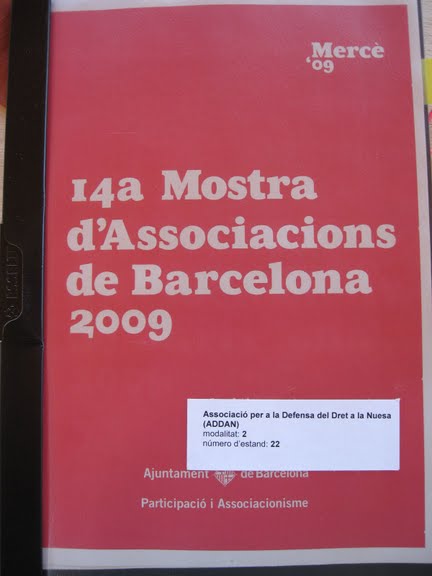 Mercè
'09
14a Mostra
d'Associacions
de Barcelona
2009
Associació per a la Defensa del Dret a la Nuesa
(ADDAN)
modalitat: 2
número d'estand: 22
Ajuntament de Barcelona
Participació i Associacionisme
ESSELTE